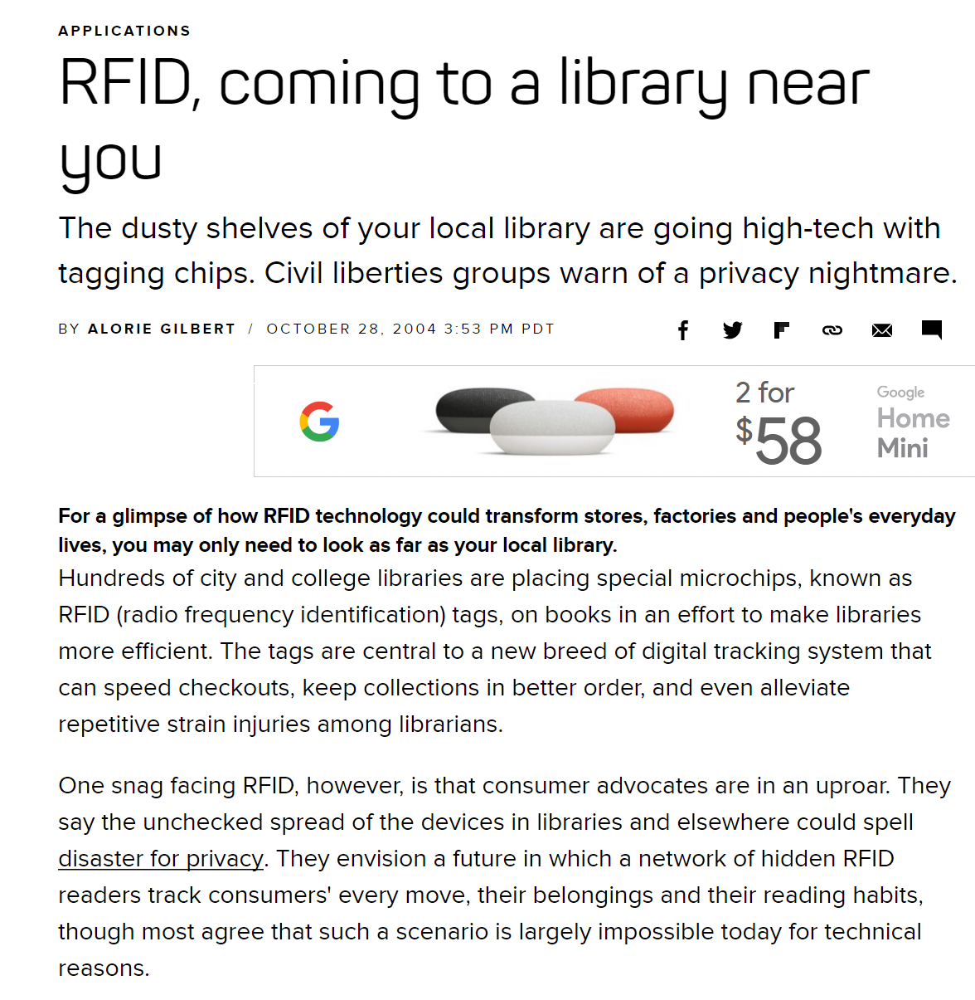 APPLICATIONS
RFID, coming to a library near
you
The dusty shelves of your local library are going high-tech with
tagging chips. Civil liberties groups warn of a privacy nightmare.
BY ALORIE GILBERT / OCTOBER 28, 2004 3:53 PM PDT
G
2 for
$58
Google
Home
Mini
For a glimpse of how RFID technology could transform stores, factories and people's everyday
lives, you may only need to look as far as your local library.
Hundreds of city and college libraries are placing special microchips, known as
RFID (radio frequency identification) tags, on books in an effort to make libraries
more efficient. The tags are central to a new breed of digital tracking system that
can speed checkouts, keep collections in better order, and even alleviate
repetitive strain injuries among librarians.
One snag facing RFID, however, is that consumer advocates are in an uproar. They
say the unchecked spread of the devices in libraries and elsewhere could spell
disaster for privacy. They envision a future in which a network of hidden RFID
readers track consumers' every move, their belongings and their reading habits,
though most agree that such a scenario is largely impossible today for technical
reasons.